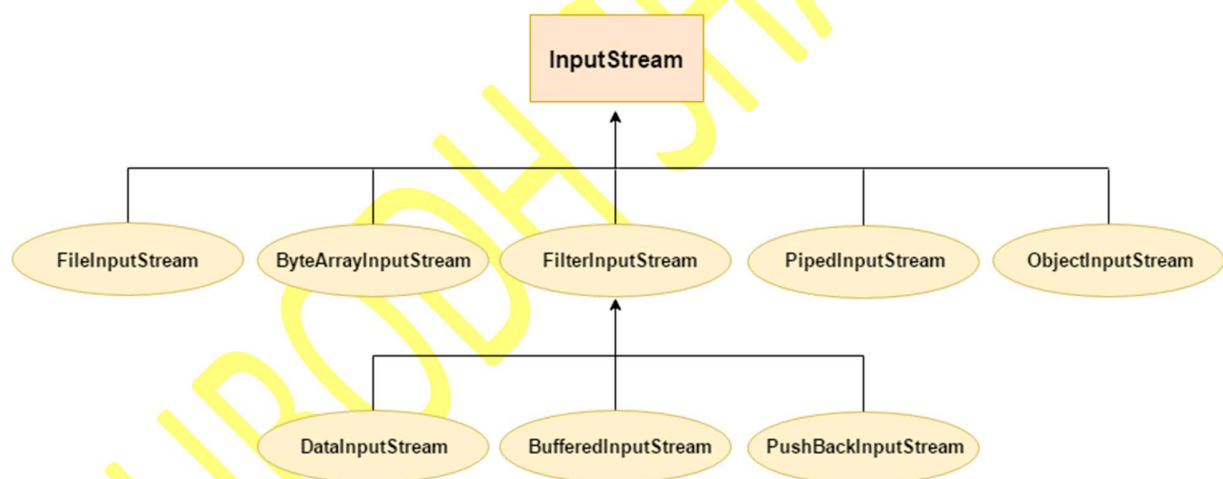 InputStream
FileInputStream
ByteArrayInputStream
FilterInputStream
PipedInputStream
ObjectInputStream
DataInputStream
BufferedInputStream
PushBackInputStream